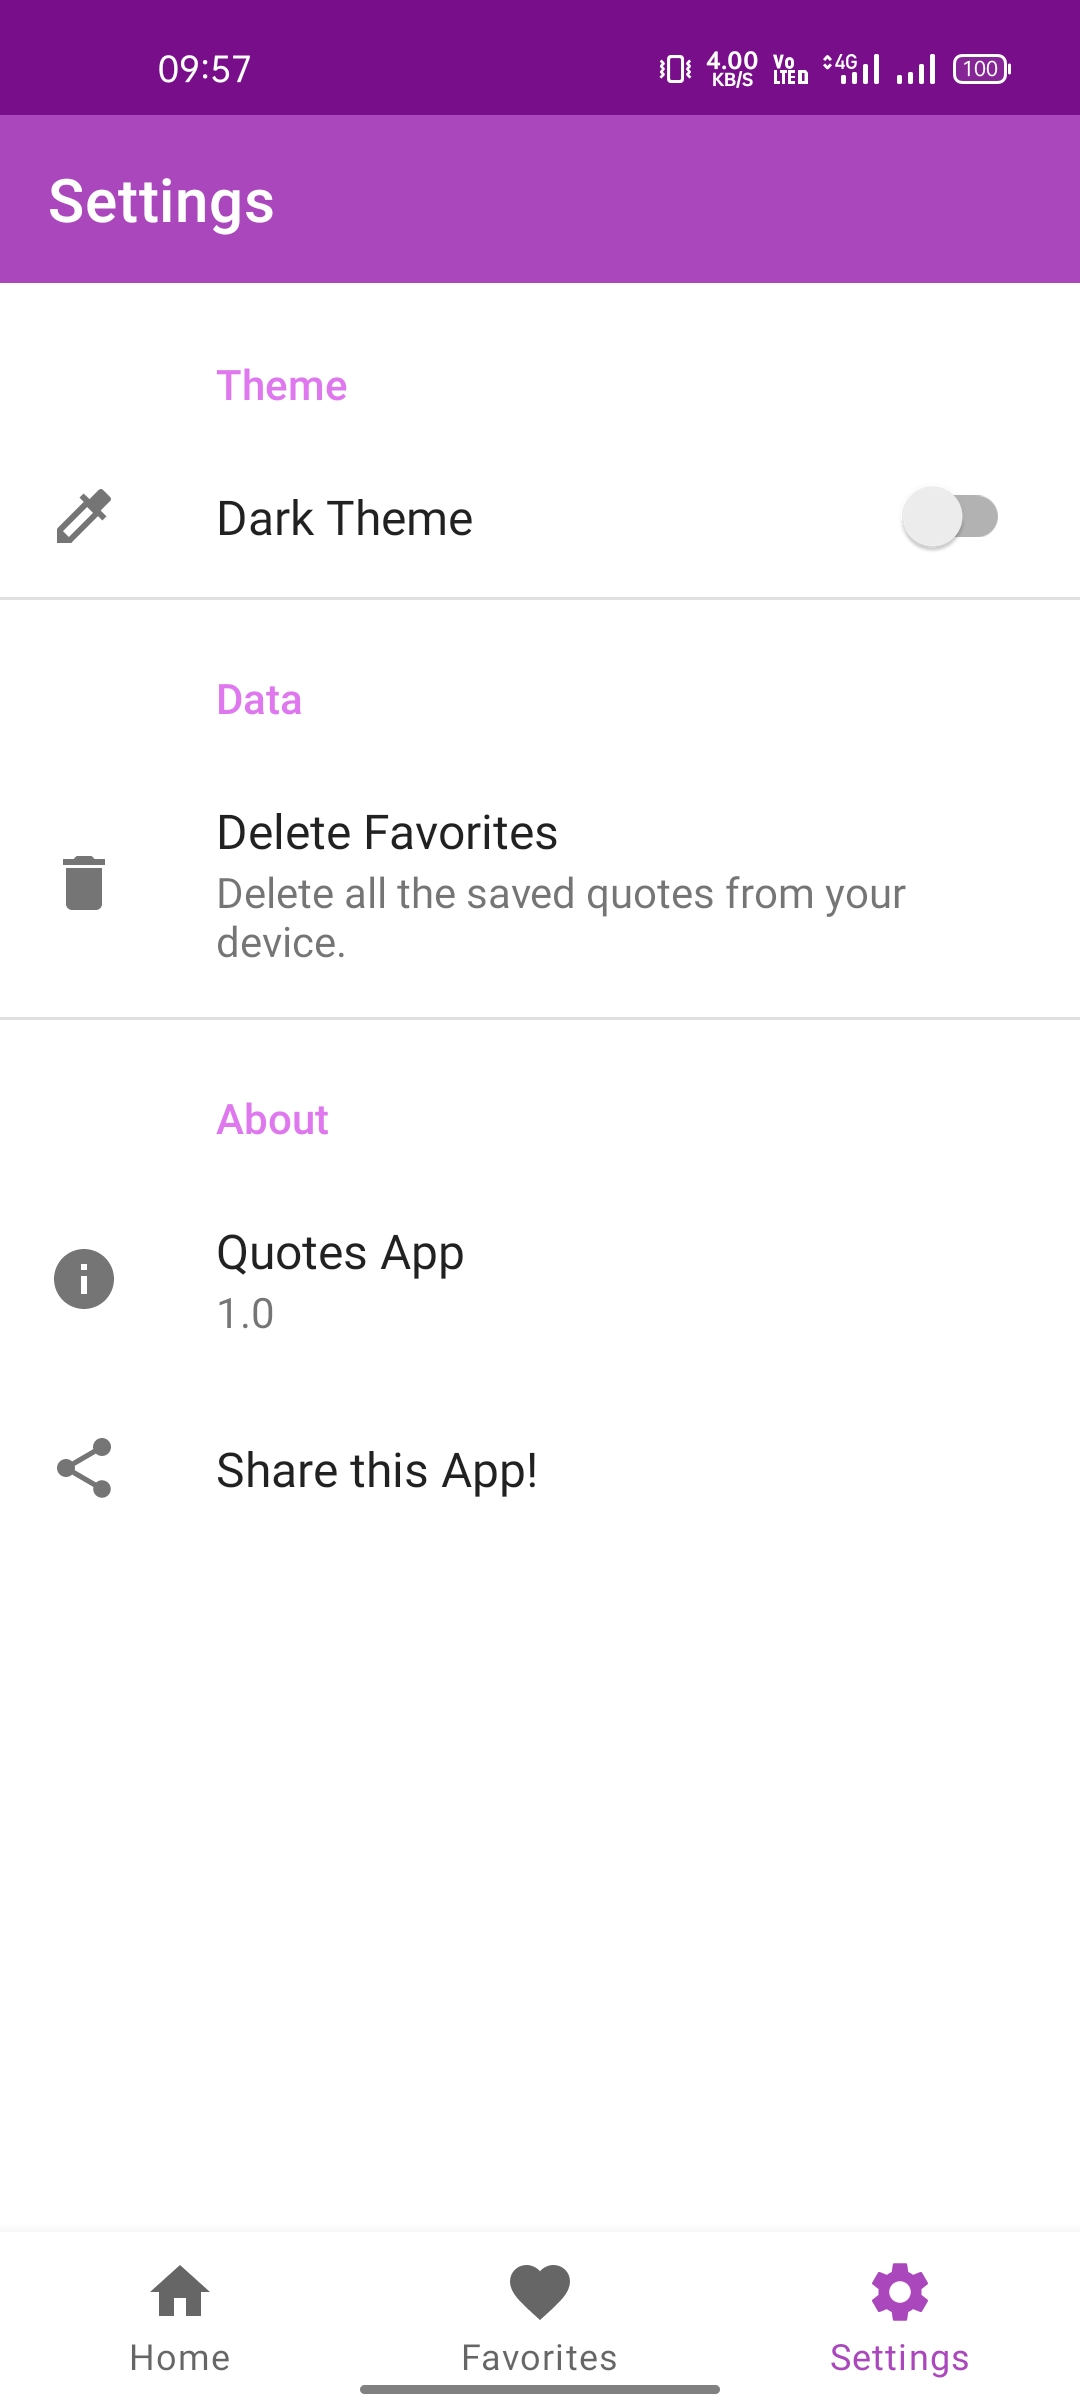 09:57
4.00
KB/S
Vo
LTE
4G
100
Settings
Theme
Dark Theme
Data
Delete Favorites
Delete all the saved quotes from your
device.
About
Quotes App
1.0
Share this App!
Home
Favorites
Settings